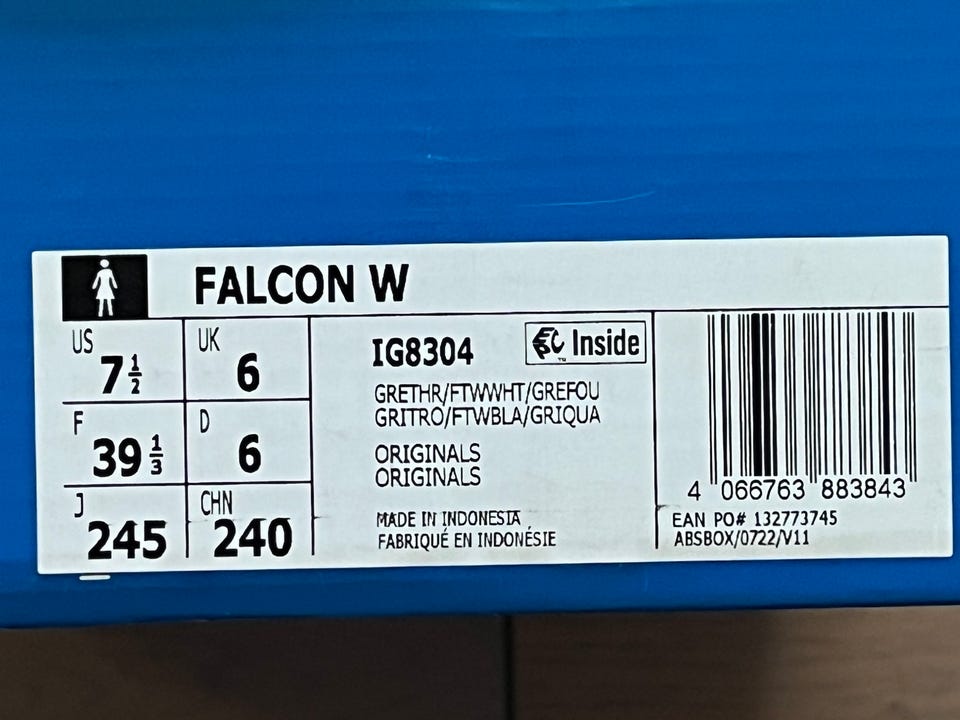 FALCON W
US 7 1/2
UK 6
F 39 1/3
D 6
J 245
CHN 240
IG8304
Inside
GRETHR/FTWWHT/GREFOU
GRITRO/FTWBLA/GRIQUA
ORIGINALS
ORIGINALS
MADE IN INDONESIA
FABRIQUÉ EN INDONÉSIE
4 066763 883843
EAN PO# 132773745
ABSBOX/0722/V11